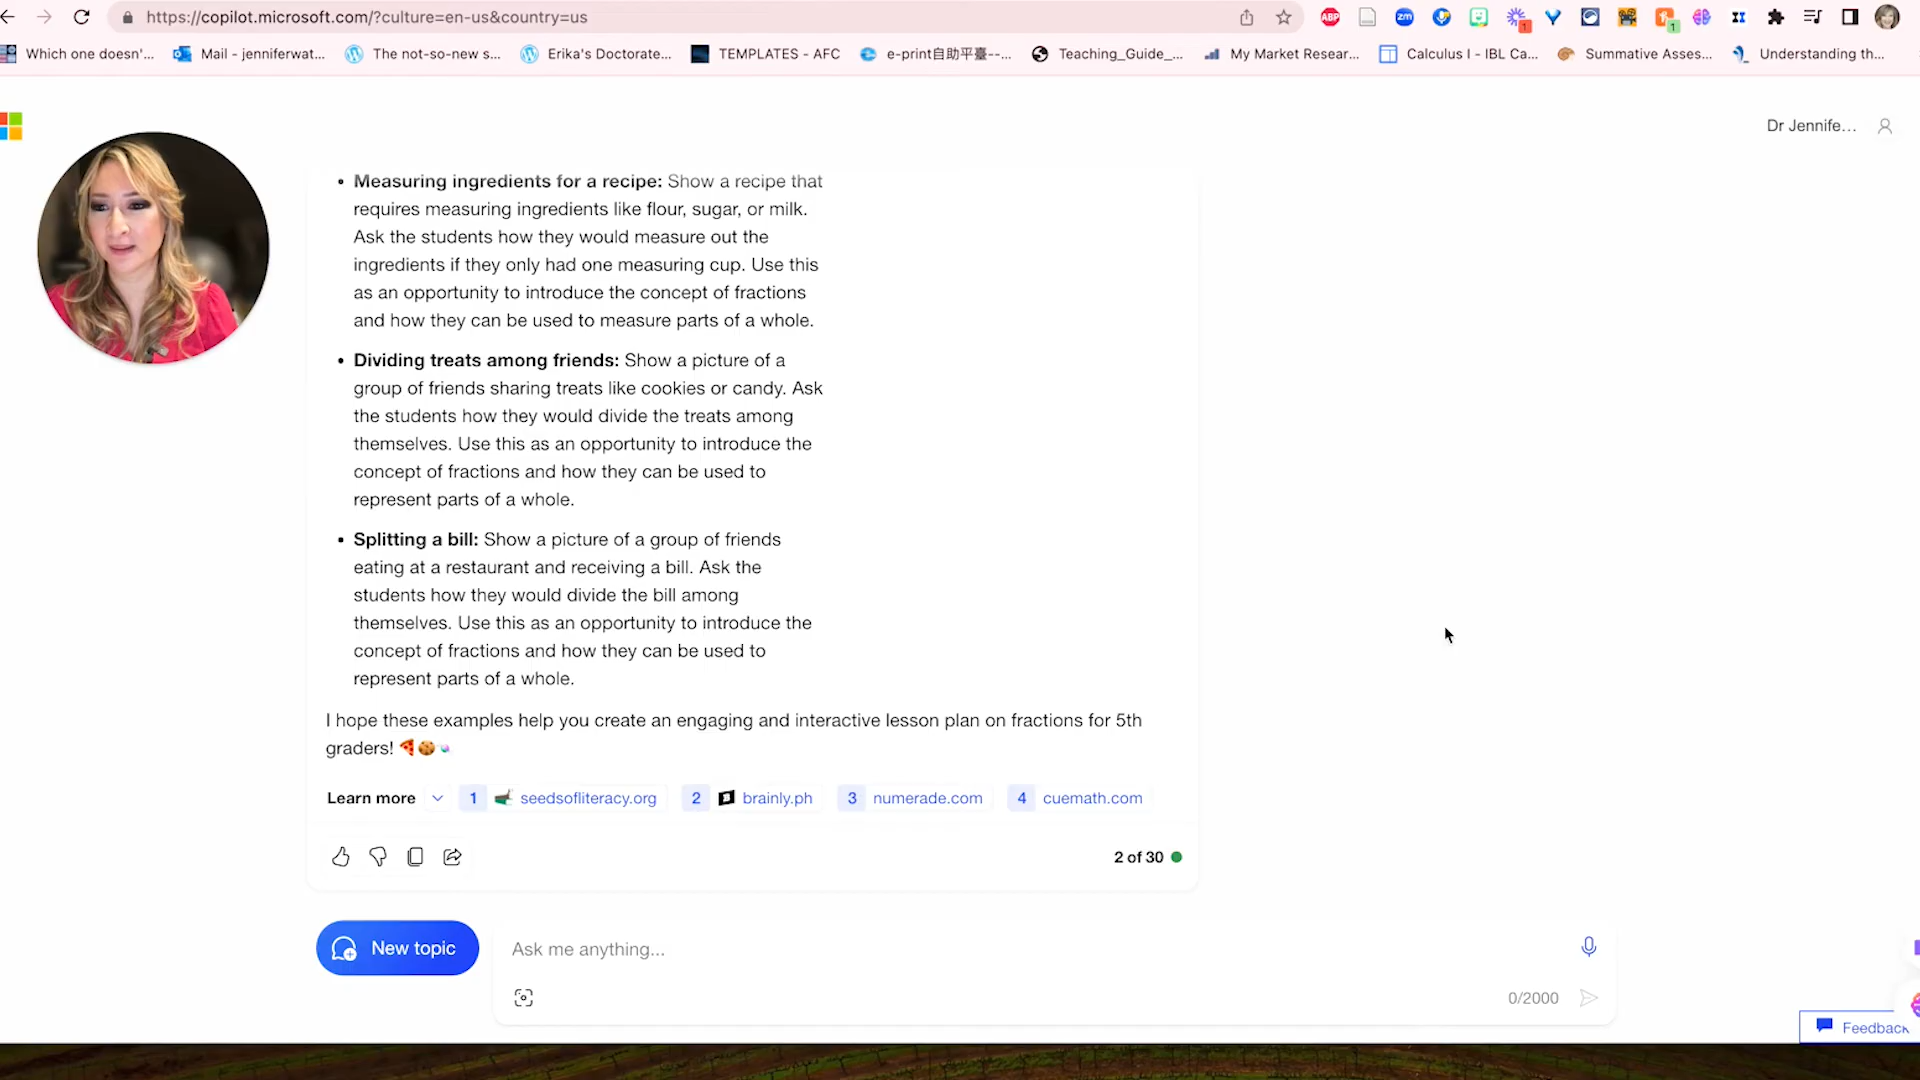 https://copilot.microsoft.com/?culture=en-us&country=us
ABP
zm
1
1
Which one doesn'...
Mail - jenniferwat...
The not-so-new s...
Erika's Doctorate...
TEMPLATES - AFC
e-print自助平臺--...
Teaching_Guide_...
My Market Resear...
Calculus I - IBL Ca...
Summative Asses...
Understanding th...
Dr Jennife...
• Measuring ingredients for a recipe: Show a recipe that
requires measuring ingredients like flour, sugar, or milk.
Ask the students how they would measure out the
ingredients if they only had one measuring cup. Use this
as an opportunity to introduce the concept of fractions
and how they can be used to measure parts of a whole.
• Dividing treats among friends: Show a picture of a
group of friends sharing treats like cookies or candy. Ask
the students how they would divide the treats among
themselves. Use this as an opportunity to introduce the
concept of fractions and how they can be used to
represent parts of a whole.
• Splitting a bill: Show a picture of a group of friends
eating at a restaurant and receiving a bill. Ask the
students how they would divide the bill among
themselves. Use this as an opportunity to introduce the
concept of fractions and how they can be used to
represent parts of a whole.
I hope these examples help you create an engaging and interactive lesson plan on fractions for 5th
graders! 🍕🍪🍬
Learn more 1 seedsofliteracy.org 2 brainly.ph 3 numerade.com 4 cuemath.com
2 of 30
New topic
Ask me anything...
0/2000
Feedback